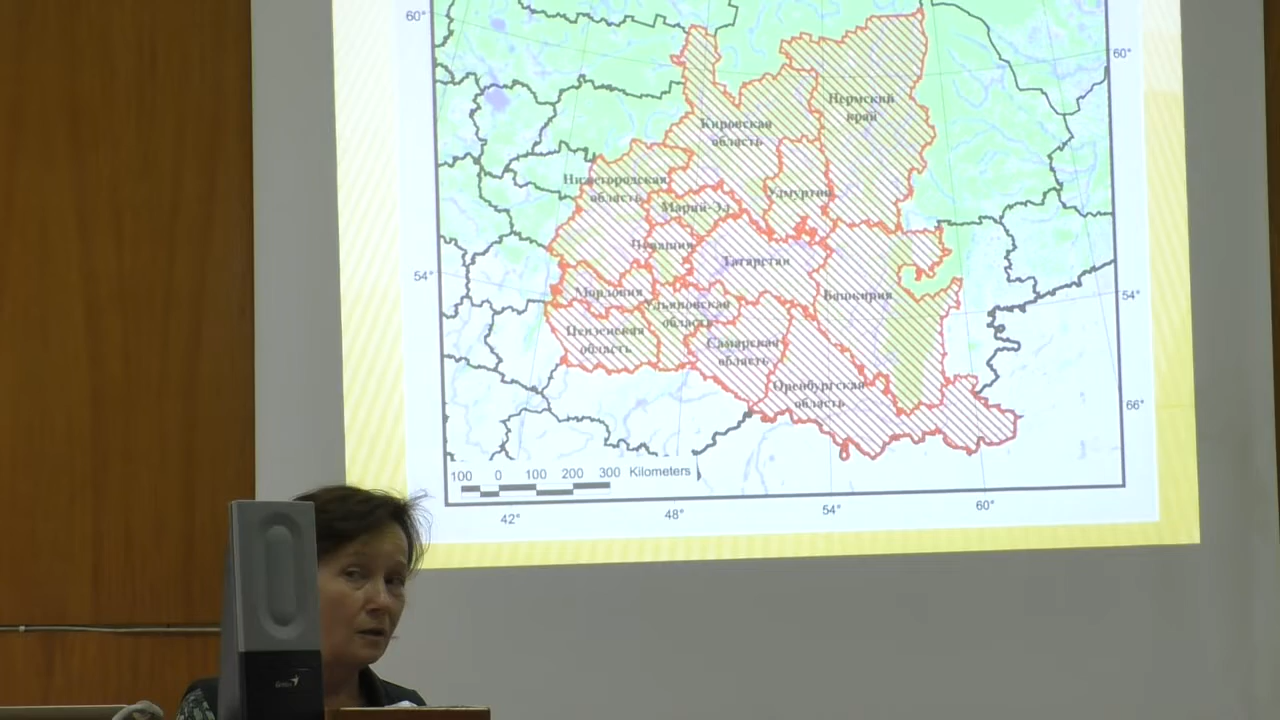 60°
60°
Пермский
край
Кировская
область
Нижегородская
область
Удмуртия
Марий-Эл
Чувашия
Татарстан
54°
Мордовия
Башкирия
54°
Ульяновская
область
Пензенская
область
Самарская
область
Оренбургская
область
66°
100 0 100 200 300 Kilometers
42°
48°
54°
60°
Genius